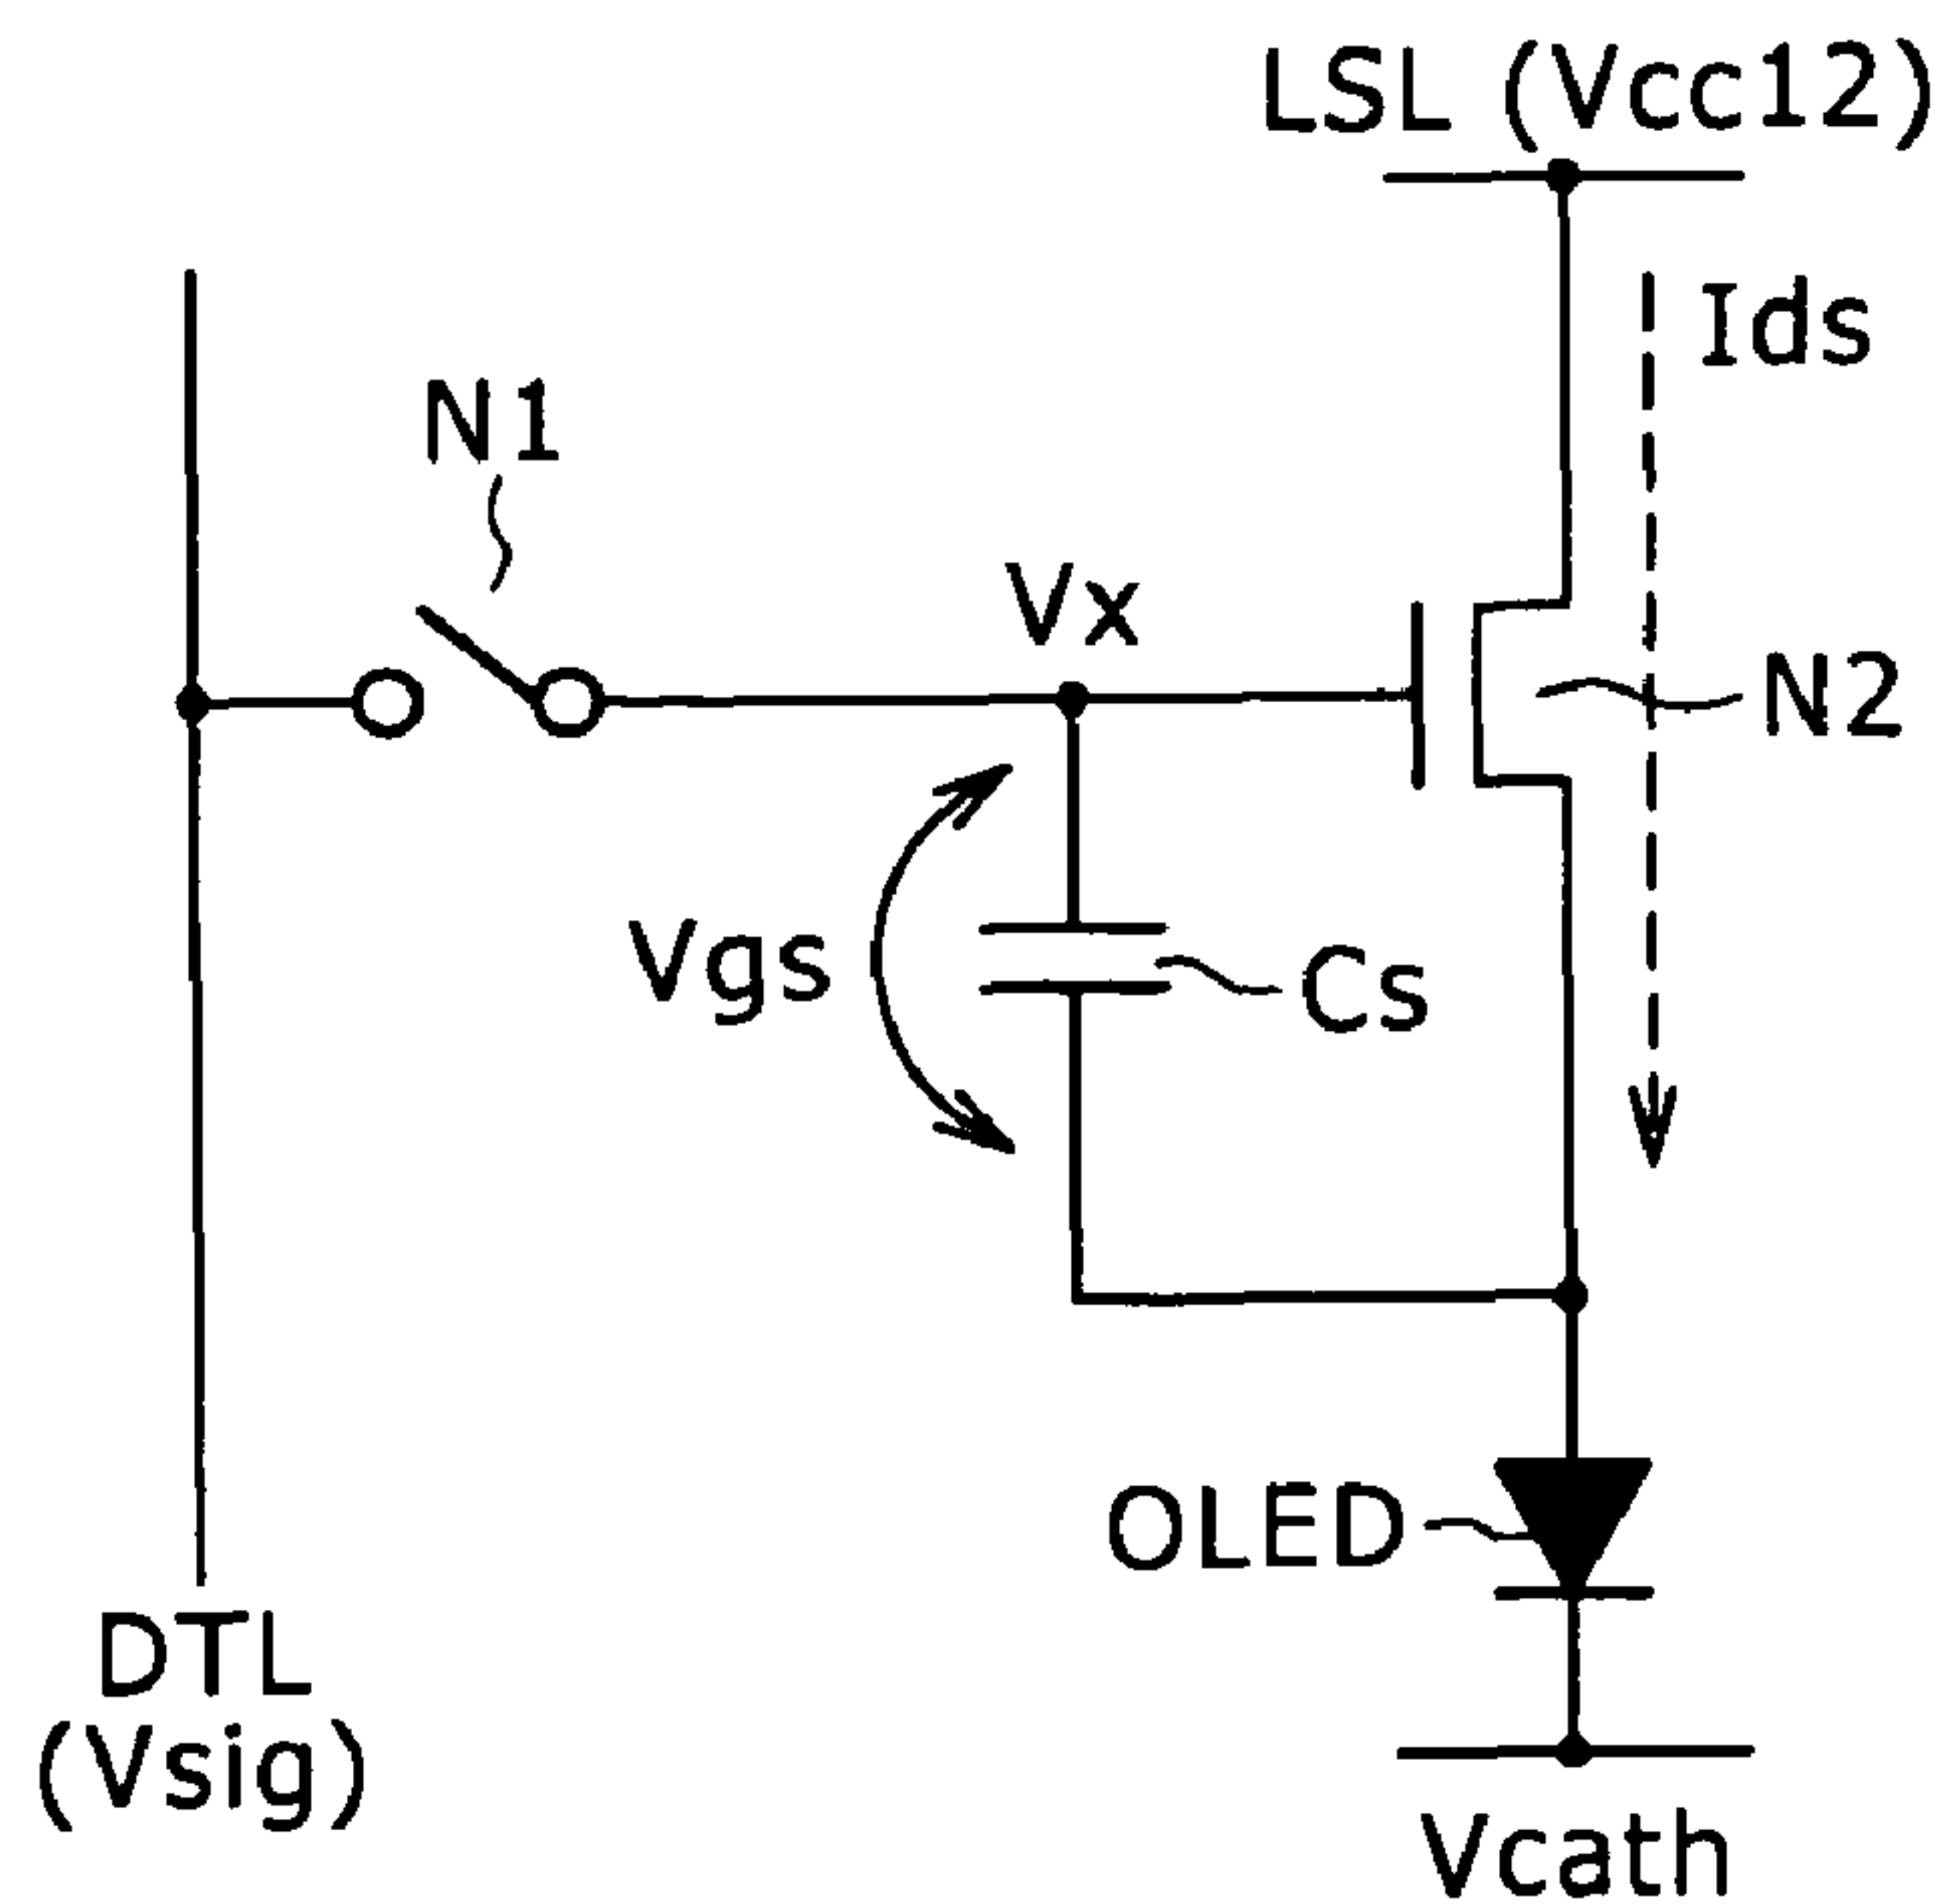 LSL (Vcc12)
Ids
N1
Vx
N2
Vgs
Cs
OLED
DTL
(Vsig)
Vcath